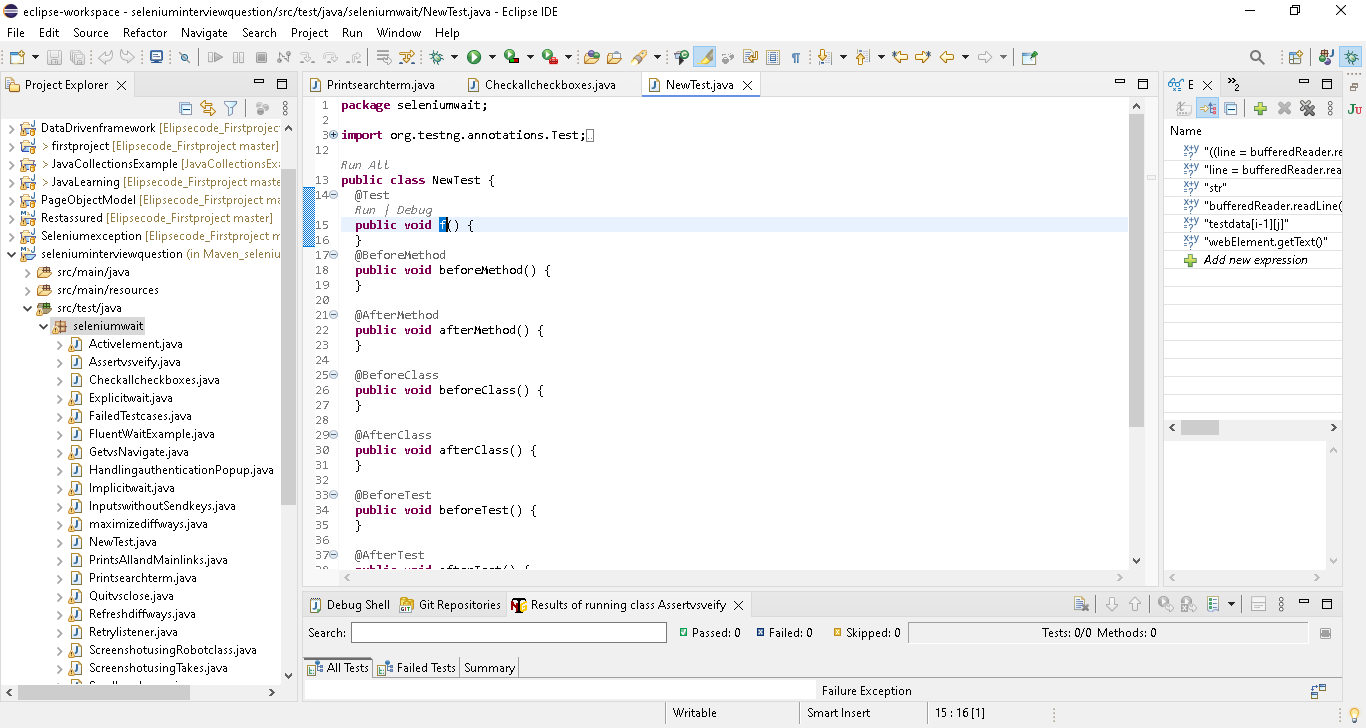 eclipse-workspace - seleniuminterviewquestion/src/test/java/seleniumwait/NewTest.java - Eclipse IDE
File Edit Source Refactor Navigate Search Project Run Window Help
Project Explorer
DataDrivenframework [Elipsecode_Firstproject
> firstproject [Elipsecode_Firstproject master]
> JavaCollectionsExample [JavaCollectionsEx
> JavaLearning [Elipsecode_Firstproject maste
PageObjectModel [Elipsecode_Firstproject m
Restassured [Elipsecode_Firstproject master]
Seleniumexception [Elipsecode_Firstproject m
seleniuminterviewquestion (in Maven_seleniu
src/main/java
src/main/resources
src/test/java
seleniumwait
Activelement.java
Assertvsveify.java
Checkallcheckboxes.java
Explicitwait.java
FailedTestcases.java
FluentWaitExample.java
GetvsNavigate.java
HandlingauthenticationPopup.java
Implicitwait.java
InputswithoutSendkeys.java
maximizediffways.java
NewTest.java
PrintsAllandMainlinks.java
Printsearchterm.java
Quitvsclose.java
Refreshdiffways.java
Retrylistener.java
ScreenshotusingRobotclass.java
ScreenshotusingTakes.java
Printsearchterm.java Checkallcheckboxes.java NewTest.java
1 package seleniumwait;
2
3 import org.testng.annotations.Test;
12
Run All
13 public class NewTest {
14 @Test
Run | Debug
15 public void f() {
16 }
17 @BeforeMethod
18 public void beforeMethod() {
19 }
20
21 @AfterMethod
22 public void afterMethod() {
23 }
24
25 @BeforeClass
26 public void beforeClass() {
27 }
28
29 @AfterClass
30 public void afterClass() {
31 }
32
33 @BeforeTest
34 public void beforeTest() {
35 }
36
37 @AfterTest
38 public void afterTest() {
E 2
Name
"((line = bufferedReader.re
"line = bufferedReader.rea
"str"
"bufferedReader.readLine(
"testdata[i-1][j]"
"webElement.getText()"
Add new expression
Debug Shell Git Repositories Results of running class Assertvsveify
Search: Passed: 0 Failed: 0 Skipped: 0 Tests: 0/0 Methods: 0
All Tests Failed Tests Summary
Failure Exception
Writable Smart Insert 15 : 16 [1]